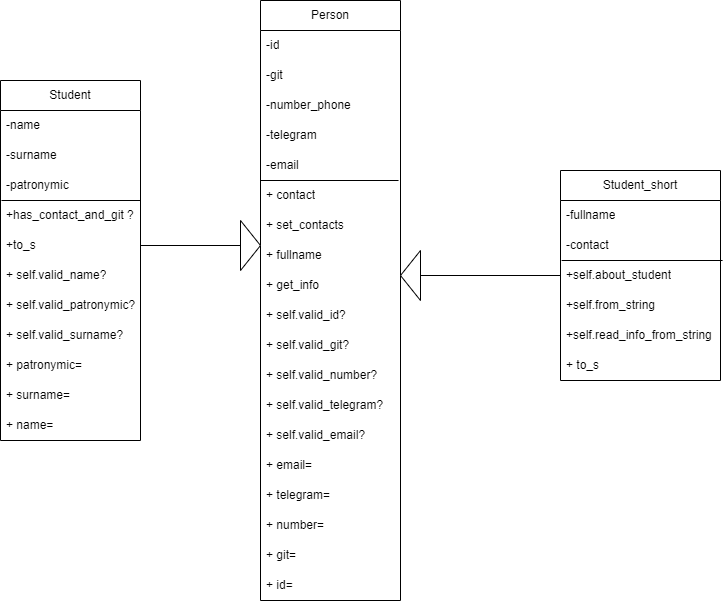 Person
-id
-git
-number_phone
-telegram
-email
+ contact
+ set_contacts
+ fullname
+ get_info
+ self.valid_id?
+ self.valid_git?
+ self.valid_number?
+ self.valid_telegram?
+ self.valid_email?
+ email=
+ telegram=
+ number=
+ git=
+ id=
Student
-name
-surname
-patronymic
+has_contact_and_git ?
+to_s
+ self.valid_name?
+ self.valid_patronymic?
+ self.valid_surname?
+ patronymic=
+ surname=
+ name=
Student_short
-fullname
-contact
+self.about_student
+self.from_string
+self.read_info_from_string
+ to_s